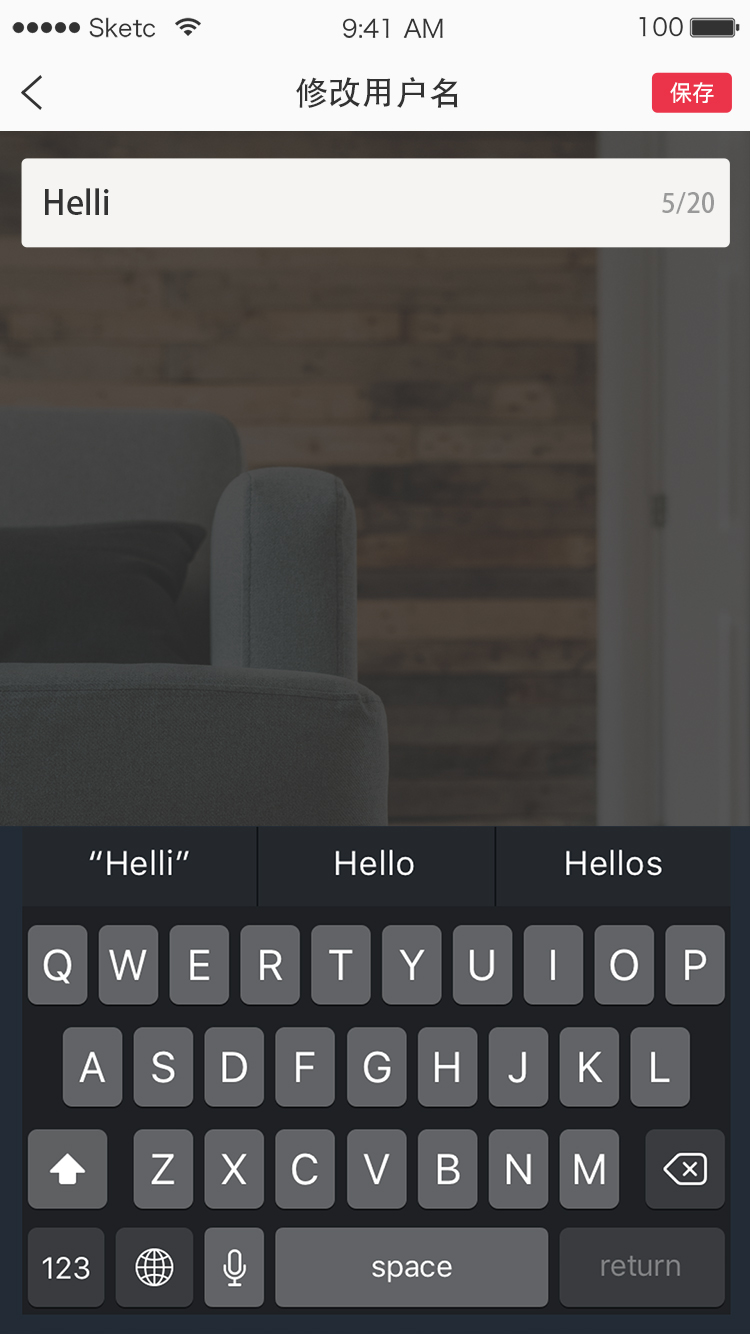 Sketc 9:41 AM 100
修改用户名 保存
Helli 5/20
“Helli” Hello Hellos
Q W E R T Y U I O P
A S D F G H J K L
Z X C V B N M
123 space return